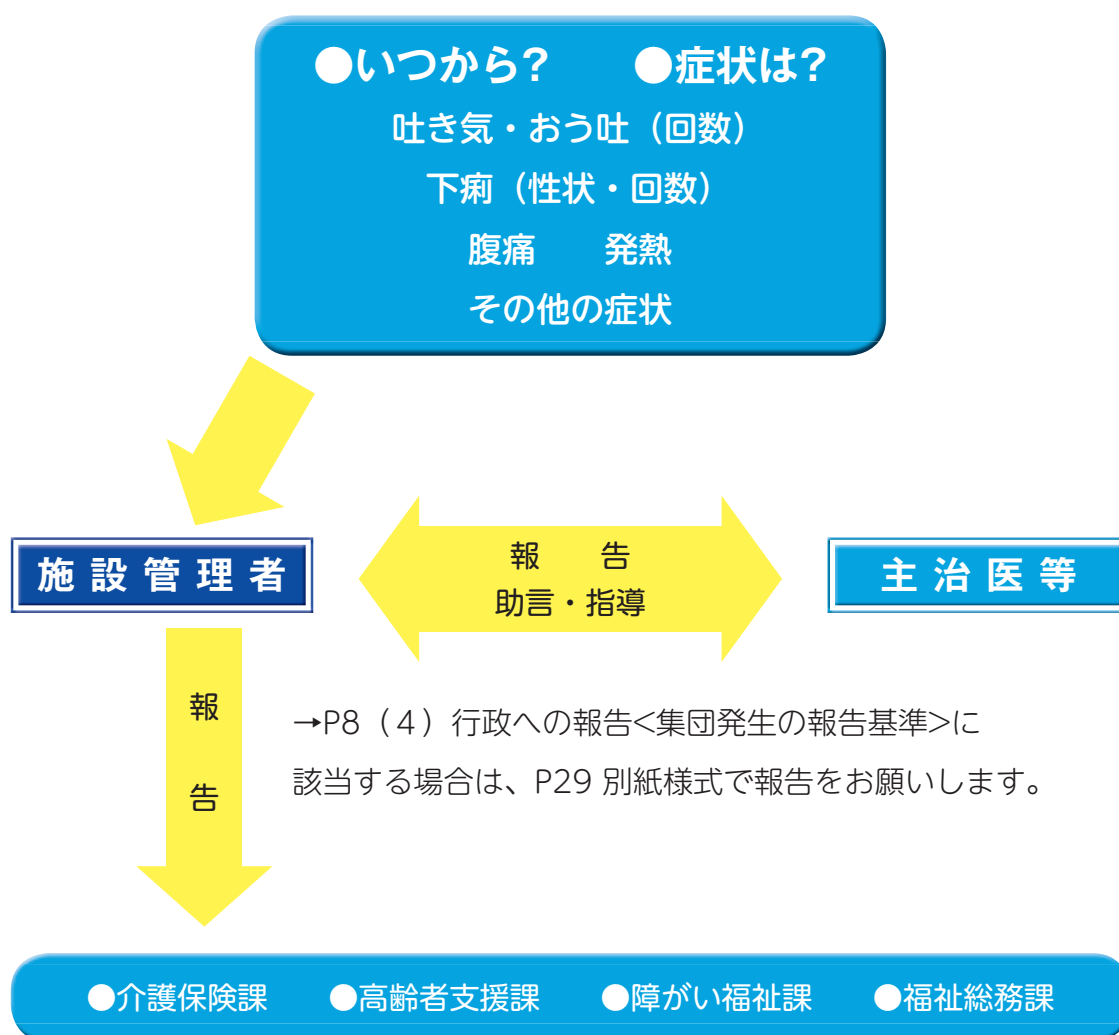 ●いつから?　●症状は?
吐き気・おう吐（回数）
下痢（性状・回数）
腹痛　発熱
その他の症状
施設管理者
報　告
助言・指導
主治医等
報告
→P8（４）行政への報告<集団発生の報告基準>に
該当する場合は、P29 別紙様式で報告をお願いします。
●介護保険課　●高齢者支援課　●障がい福祉課　●福祉総務課